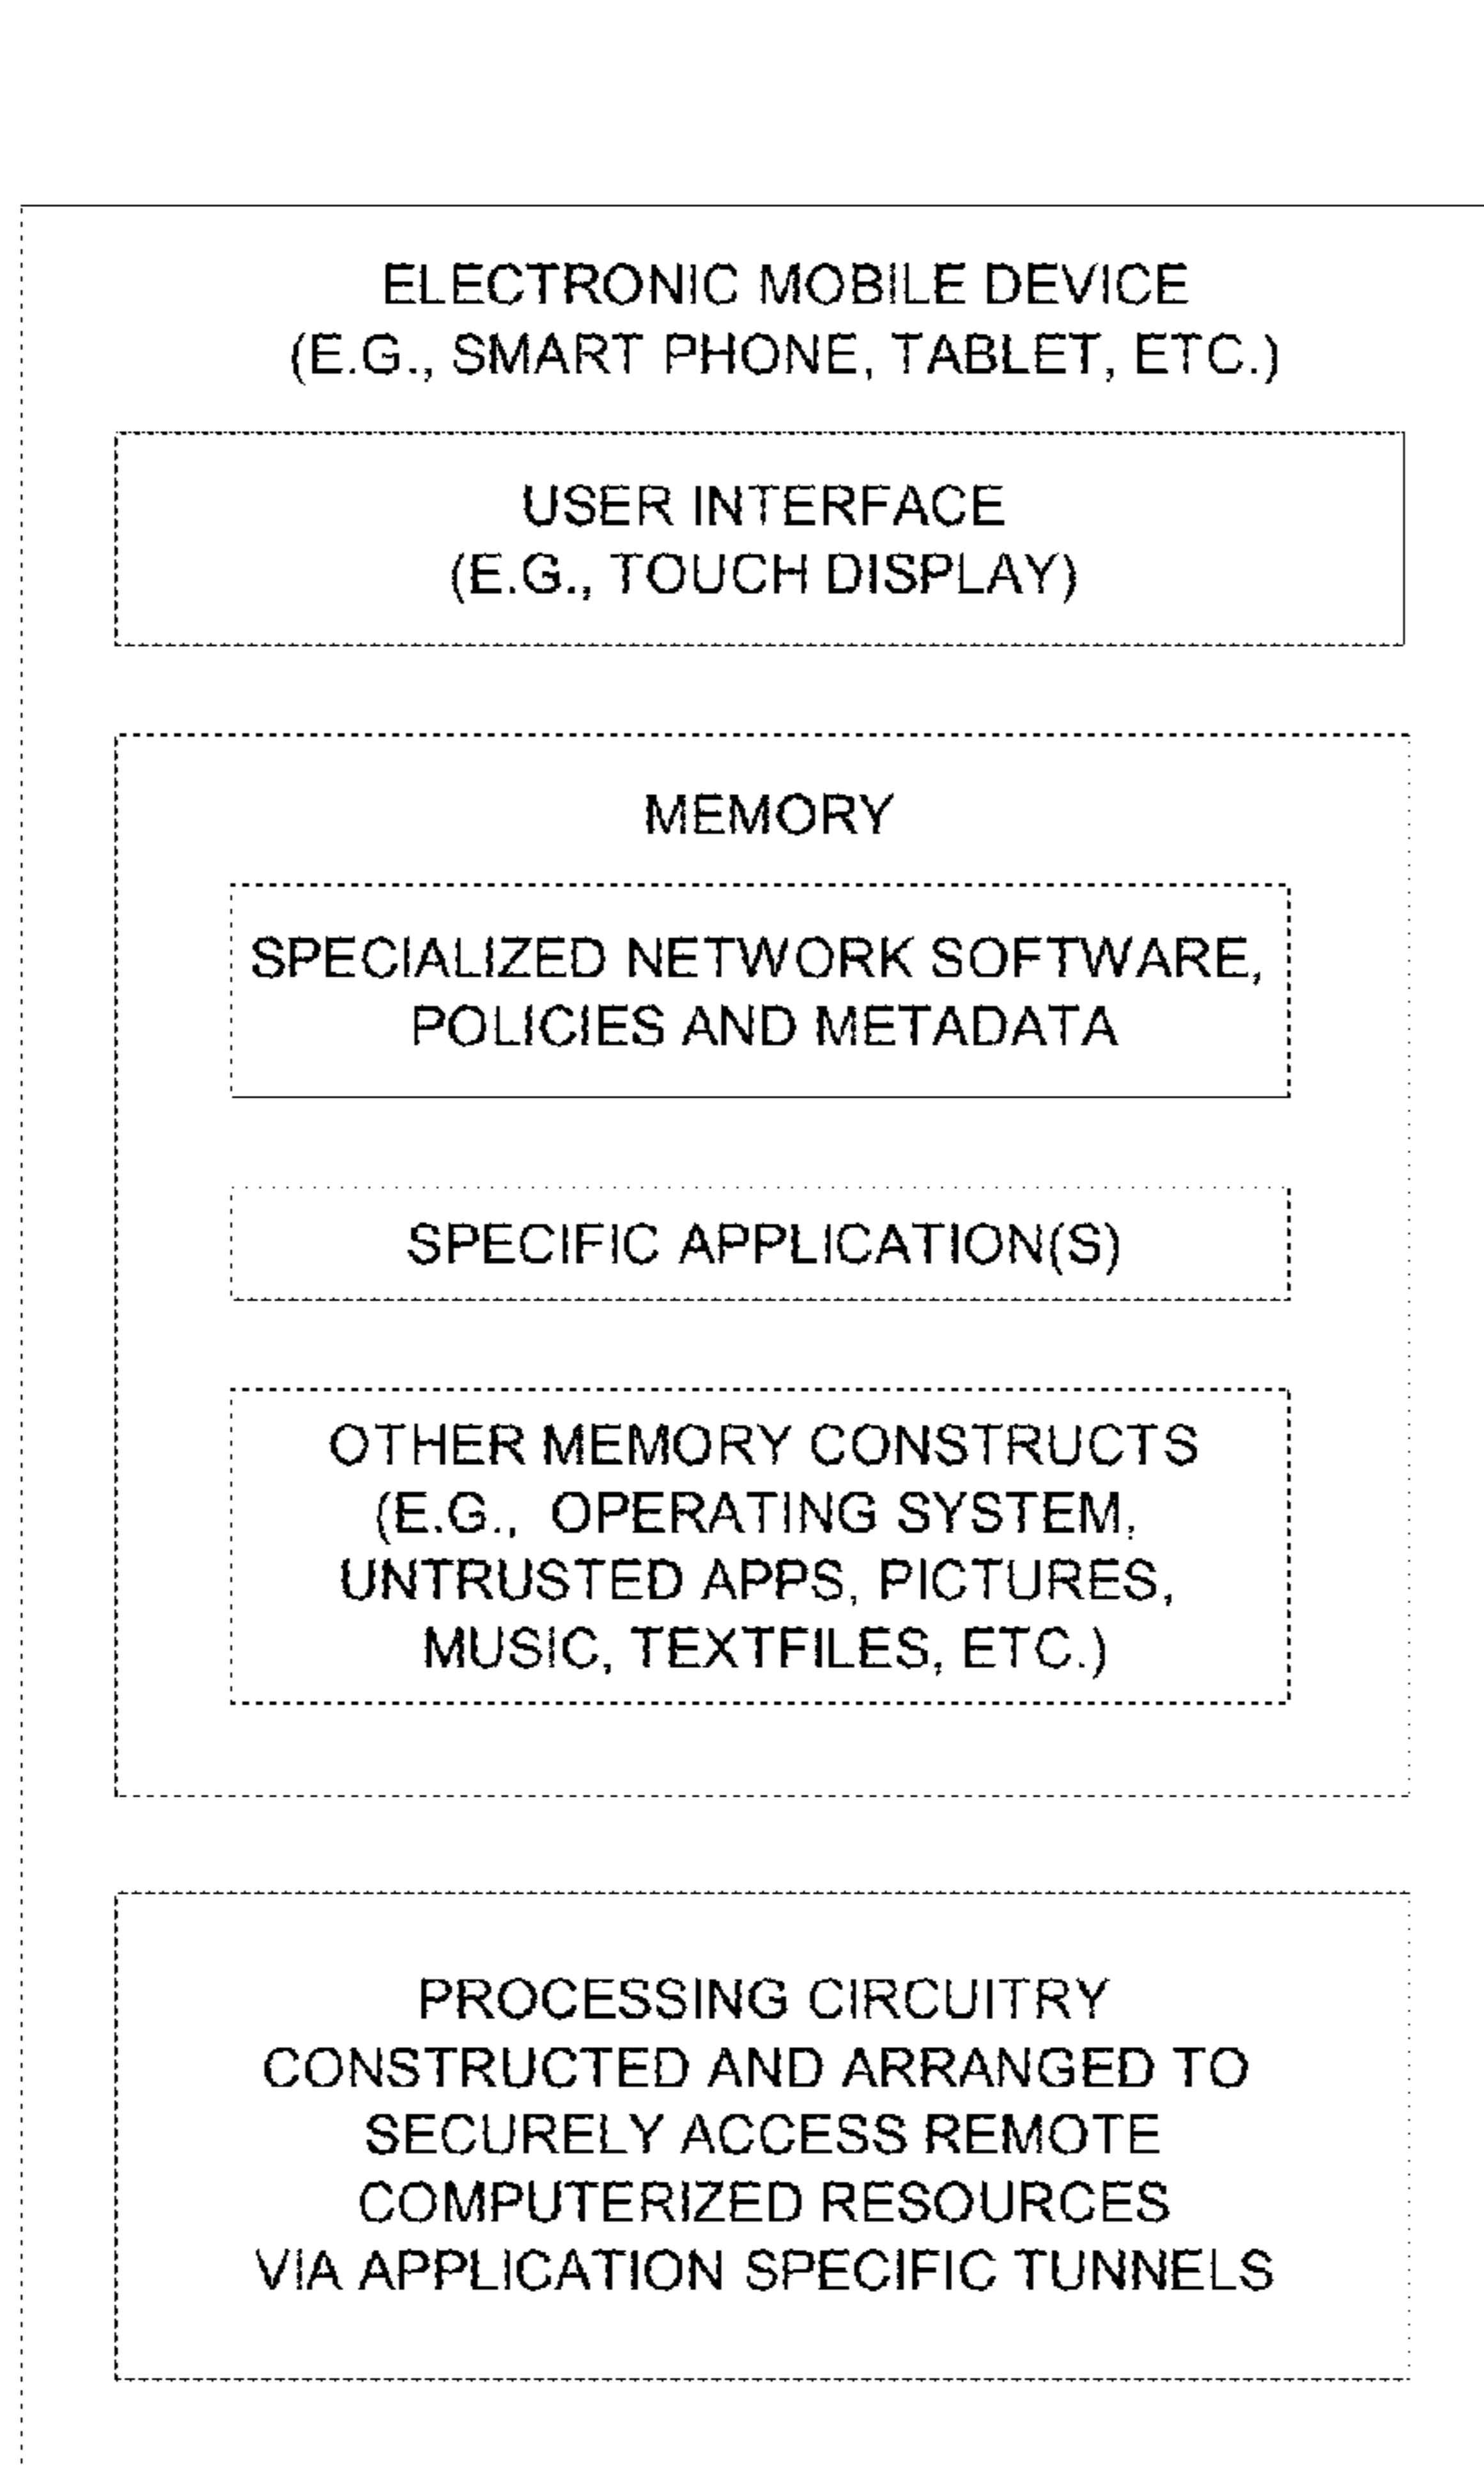 ELECTRONIC MOBILE DEVICE
(E.G., SMART PHONE, TABLET, ETC.)
USER INTERFACE
(E.G., TOUCH DISPLAY)
MEMORY
SPECIALIZED NETWORK SOFTWARE,
POLICIES AND METADATA
SPECIFIC APPLICATION(S)
OTHER MEMORY CONSTRUCTS
(E.G., OPERATING SYSTEM,
UNTRUSTED APPS, PICTURES,
MUSIC, TEXTFILES, ETC.)
PROCESSING CIRCUITRY
CONSTRUCTED AND ARRANGED TO
SECURELY ACCESS REMOTE
COMPUTERIZED RESOURCES
VIA APPLICATION SPECIFIC TUNNELS